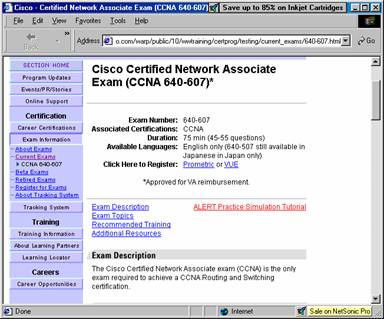 Cisco - Certified Network Associate Exam (CCNA 640-607)
Save up to 85% on Inkjet Cartridges
File Edit View Favorites Tools Help
Back
Address o.com/warp/public/10/wwtraining/certprog/testing/current_exams/640-607.html Go
SECTION HOME
Program Updates
Events/PR/Stories
Online Support
Certification
Career Certifications
Exam Information
About Exams
Current Exams
CCNA 640-607
Beta Exams
Retired Exams
Register for Exams
About Tracking System
Tracking System
Training
Training Information
About Learning Partners
Learning Locator
Careers
Career Opportunities
Cisco Certified Network Associate
Exam (CCNA 640-607)*
Exam Number: 640-607
Associated Certifications: CCNA
Duration: 75 min (45-55 questions)
Available Languages: English only (640-507 still available in
Japanese in Japan only)
Click Here to Register: Prometric or VUE
*Approved for VA reimbursement.
Exam Description
Exam Topics
Recommended Training
Additional Resources
ALERT Practice Simulation Tutorial
Exam Description
The Cisco Certified Network Associate exam (CCNA) is the only
exam required to achieve a CCNA Routing and Switching
certification.
Done
Internet
Sale on NetSonic Pro